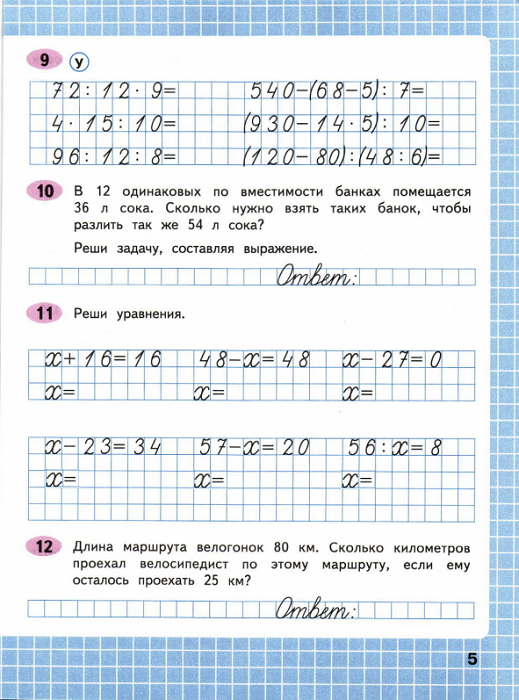 9 У
72 : 12 · 9 = 540 − (68 − 5) : 7 =
4 · 15 : 10 = (930 − 14 · 5) : 10 =
96 : 12 : 8 = (120 − 80) : (48 : 6) =
10 В 12 одинаковых по вместимости банках помещается
36 л сока. Сколько нужно взять таких банок, чтобы
разлить так же 54 л сока?
Реши задачу, составляя выражение.
Ответ:
11 Реши уравнения.
x + 16 = 16 48 − x = 48 x − 27 = 0
x = x = x =
x − 23 = 34 57 − x = 20 56 : x = 8
x = x = x =
12 Длина маршрута велогонок 80 км. Сколько километров
проехал велосипедист по этому маршруту, если ему
осталось проехать 25 км?
Ответ:
5